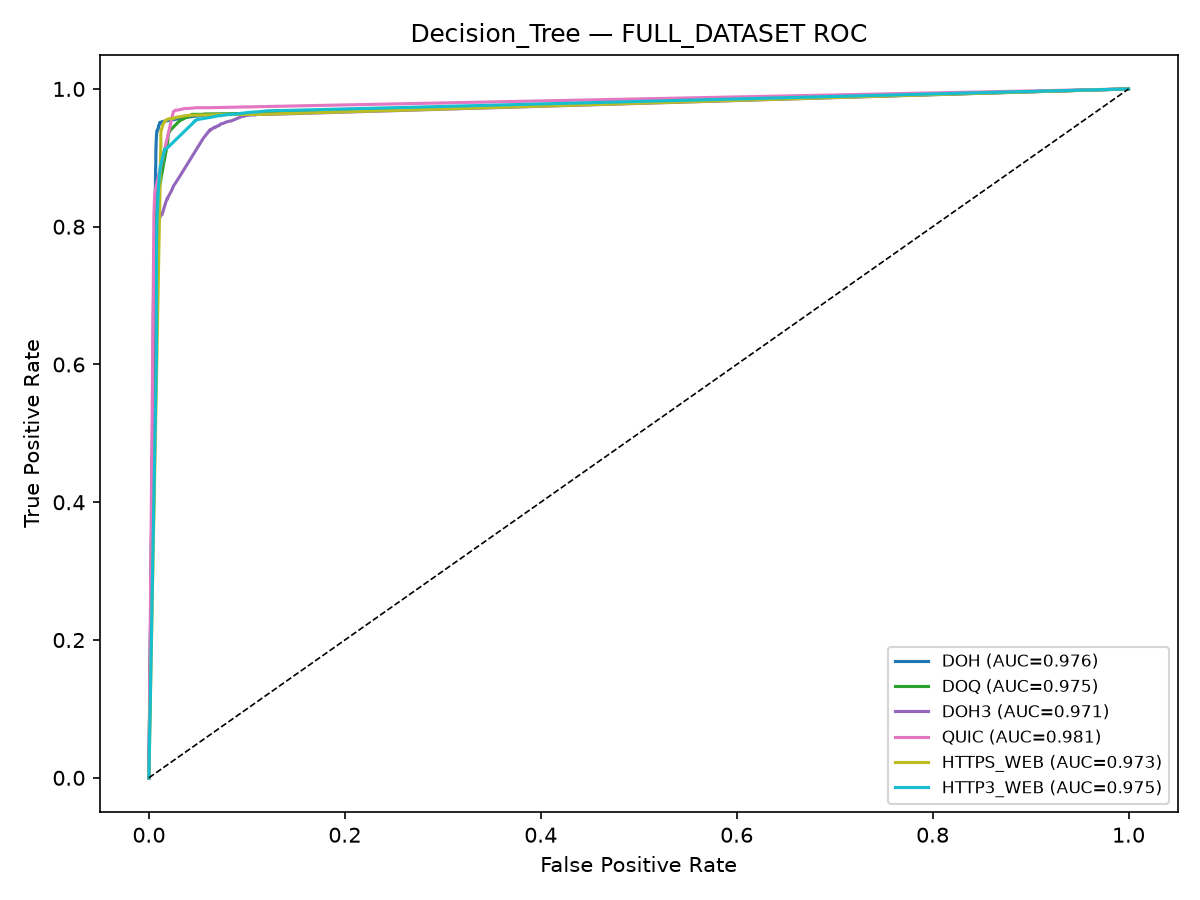 Decision_Tree — FULL_DATASET ROC
True Positive Rate
1.0
0.8
0.6
0.4
0.2
0.0
0.0 0.2 0.4 0.6 0.8 1.0
False Positive Rate
DOH (AUC=0.976)
DOQ (AUC=0.975)
DOH3 (AUC=0.971)
QUIC (AUC=0.981)
HTTPS_WEB (AUC=0.973)
HTTP3_WEB (AUC=0.975)